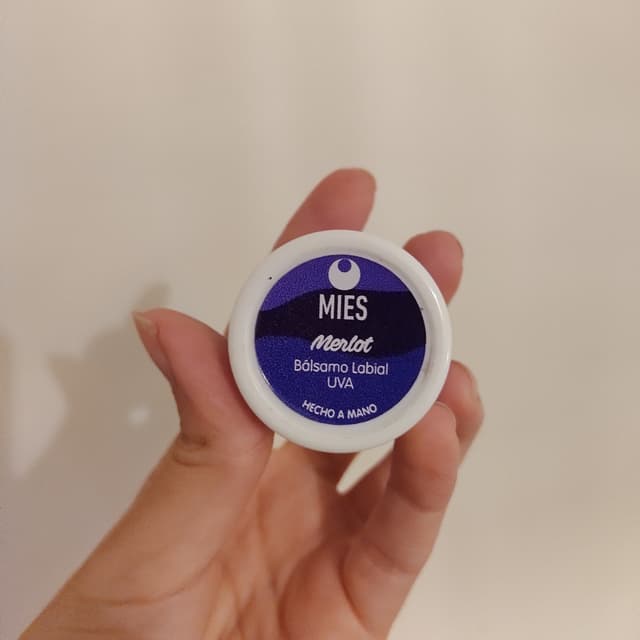 MIES
Merlot
Bálsamo Labial
UVA
HECHO A MANO